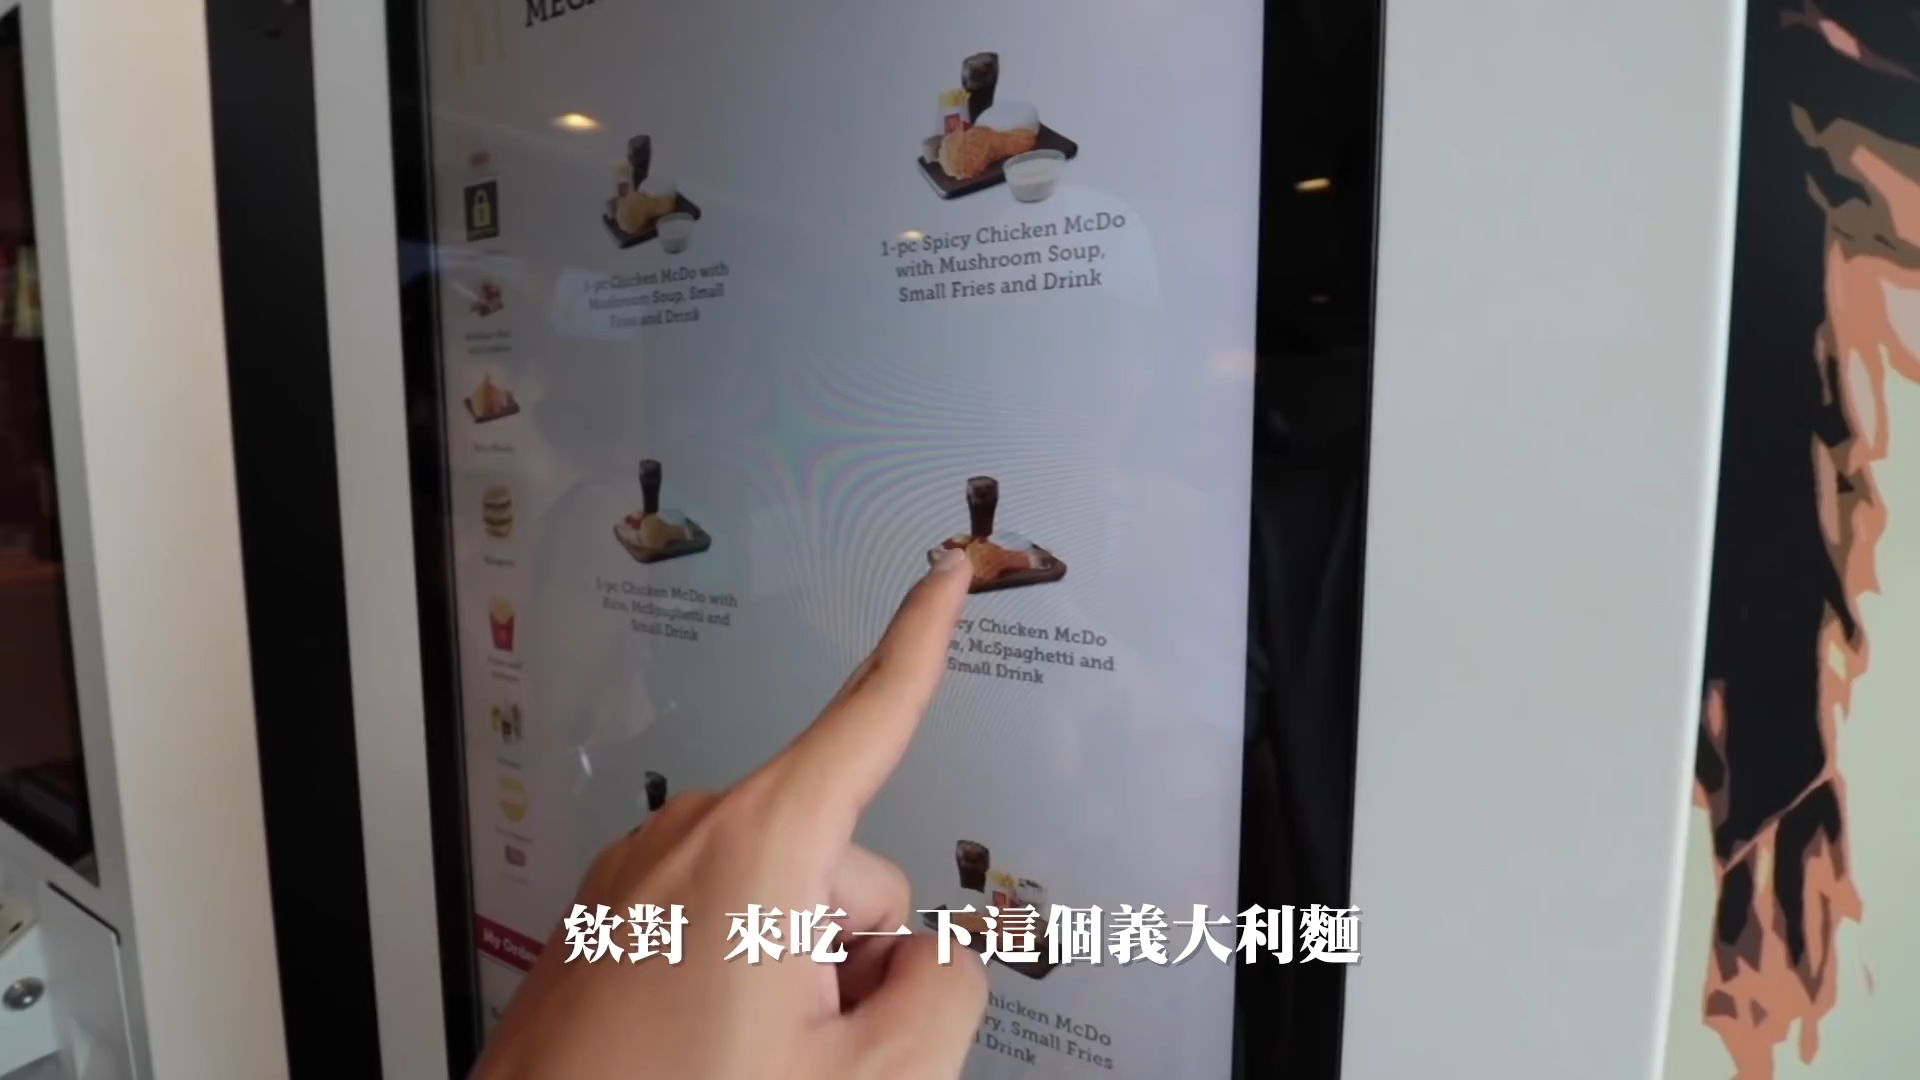 1-pc Chicken McDo with
Mushroom Soup, Small
Fries and Drink
1-pc Spicy Chicken McDo
with Mushroom Soup,
Small Fries and Drink
1-pc Chicken McDo with
Rice, McSpaghetti and
Small Drink
cy Chicken McDo
McSpaghetti and
Small Drink
My Order
欸對 來吃一下這個義大利麵
hicken McDo
ry, Small Fries
Drink